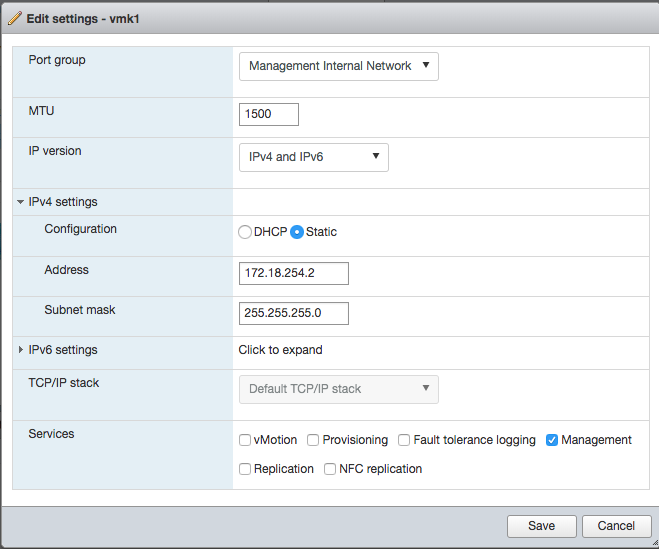 Edit settings - vmk1
Port group
Management Internal Network
MTU
1500
IP version
IPv4 and IPv6
IPv4 settings
Configuration
DHCP Static
Address
172.18.254.2
Subnet mask
255.255.255.0
IPv6 settings
Click to expand
TCP/IP stack
Default TCP/IP stack
Services
vMotion Provisioning Fault tolerance logging Management
Replication NFC replication
Save Cancel